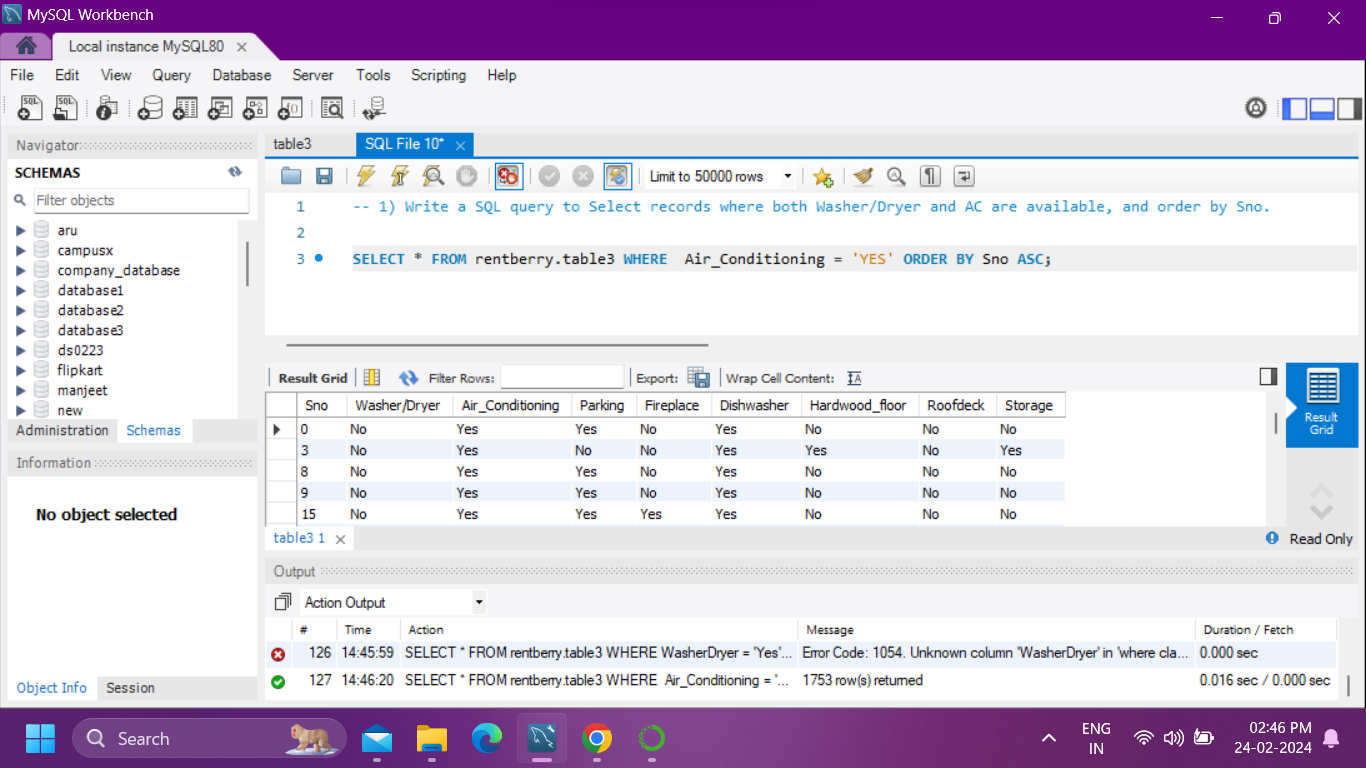 MySQL Workbench
Local instance MySQL80
File Edit View Query Database Server Tools Scripting Help
Navigator
SCHEMAS
Filter objects
aru
campusx
company_database
database1
database2
database3
ds0223
flipkart
manjeet
new
Administration Schemas
Information
No object selected
Object Info Session
table3 SQL File 10*
Limit to 50000 rows
1 -- 1) Write a SQL query to Select records where both Washer/Dryer and AC are available, and order by Sno.
2
3 SELECT * FROM rentberry.table3 WHERE Air_Conditioning = 'YES' ORDER BY Sno ASC;
Result Grid Filter Rows: Export: Wrap Cell Content:
Sno Washer/Dryer Air_Conditioning Parking Fireplace Dishwasher Hardwood_floor Roofdeck Storage
0 No Yes Yes No Yes No No No
3 No Yes No No Yes Yes No Yes
8 No Yes Yes No Yes No No No
9 No Yes Yes No Yes No No No
15 No Yes Yes Yes Yes No No No
Result
Grid
table3 1 Read Only
Output
Action Output
# Time Action Message Duration / Fetch
126 14:45:59 SELECT * FROM rentberry.table3 WHERE WasherDryer = 'Yes'... Error Code: 1054. Unknown column 'WasherDryer' in 'where cla... 0.000 sec
127 14:46:20 SELECT * FROM rentberry.table3 WHERE Air_Conditioning = '... 1753 row(s) returned 0.016 sec / 0.000 sec
Search
ENG
IN
02:46 PM
24-02-2024